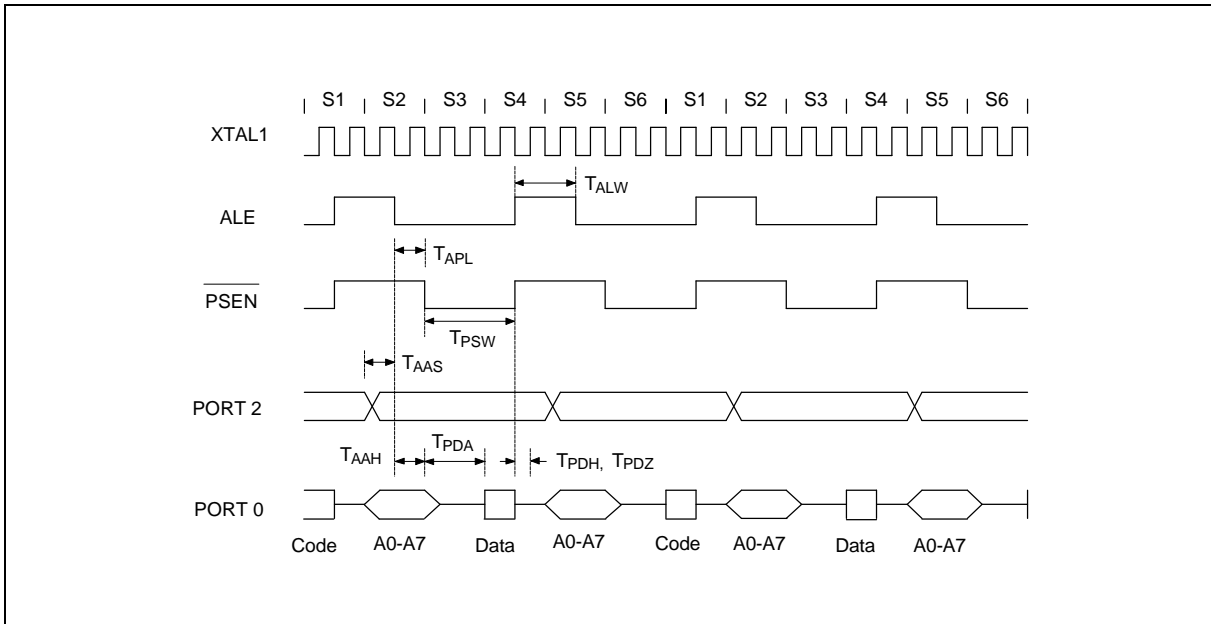 S1 S2 S3 S4 S5 S6 S1 S2 S3 S4 S5 S6
XTAL1
TALW
ALE
TAPL
PSEN
TPSW
TAAS
PORT 2
TAAH TPDA TPDH, TPDZ
PORT 0
Code A0-A7 Data A0-A7 Code A0-A7 Data A0-A7